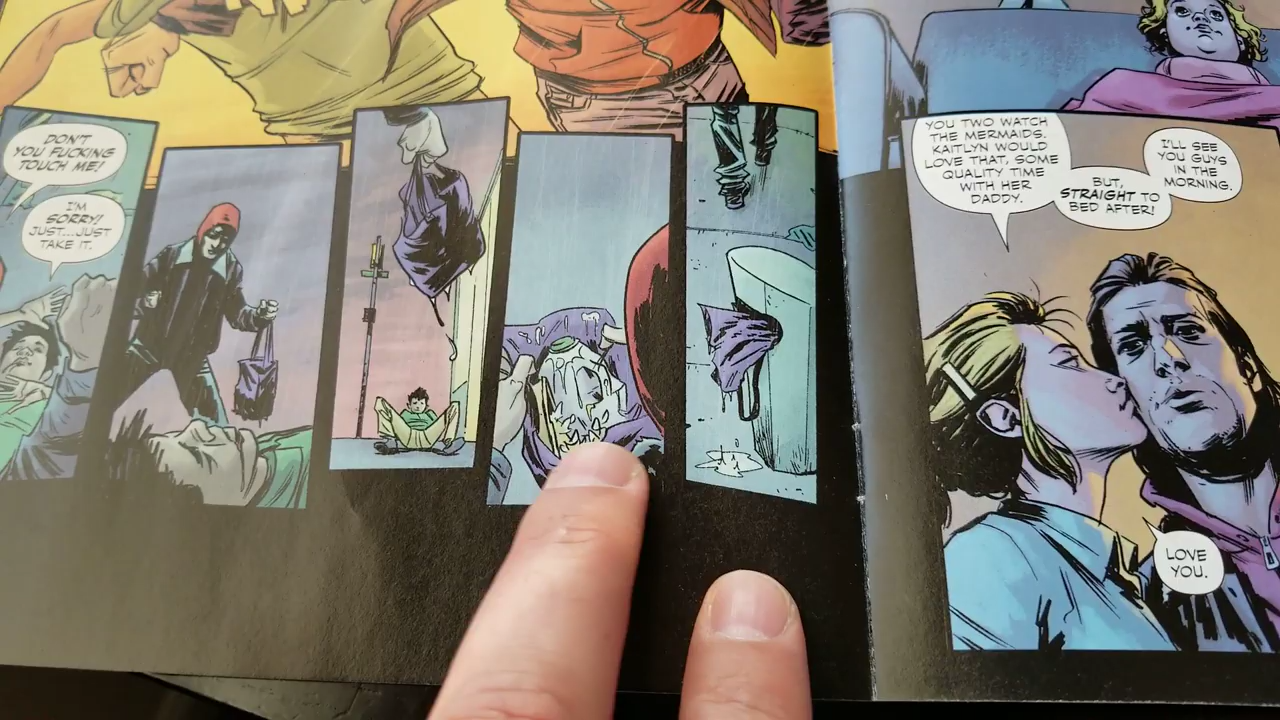 DON'T
YOU FUCKING
TOUCH ME!
I'M
SORRY!
JUST...JUST
TAKE IT.
YOU TWO WATCH
THE MERMAIDS.
KAITLYN WOULD
LOVE THAT, SOME
QUALITY TIME
WITH HER
DADDY.
BUT,
STRAIGHT TO
BED AFTER!
I'LL SEE
YOU GUYS
IN THE
MORNING.
LOVE
YOU.